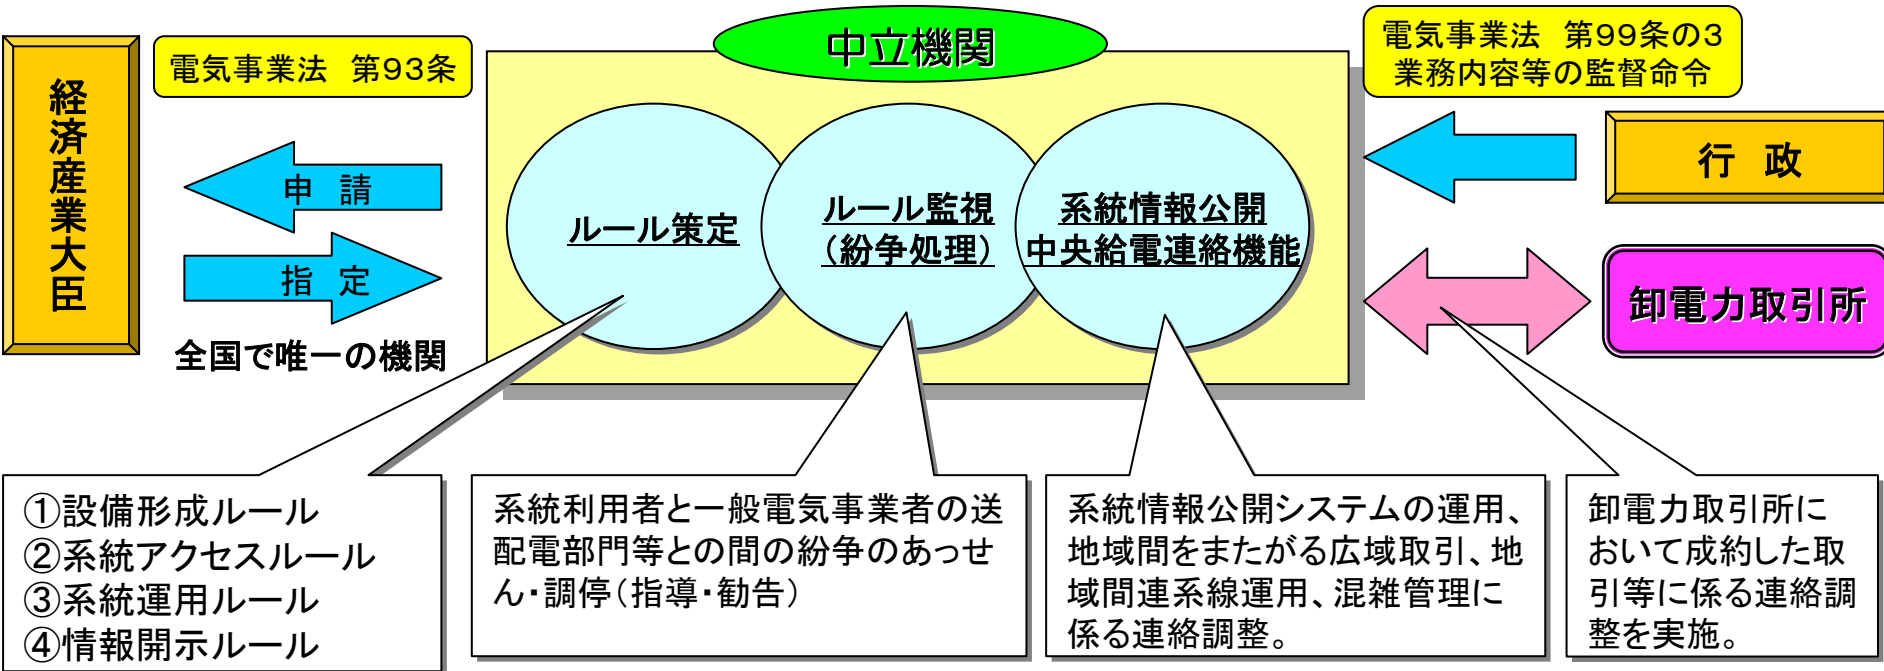 中立機関
電気事業法　第93条
電気事業法　第99条の3
業務内容等の監督命令
経済産業大臣
申　請
指　定
全国で唯一の機関
ルール策定
ルール監視
（紛争処理）
系統情報公開
中央給電連絡機能
行　政
卸電力取引所
①設備形成ルール
②系統アクセスルール
③系統運用ルール
④情報開示ルール
系統利用者と一般電気事業者の送
配電部門等との間の紛争のあっせ
ん・調停（指導・勧告）
系統情報公開システムの運用、
地域間をまたがる広域取引、地
域間連系線運用、混雑管理に
係る連絡調整。
卸電力取引所に
おいて成約した取
引等に係る連絡調
整を実施。